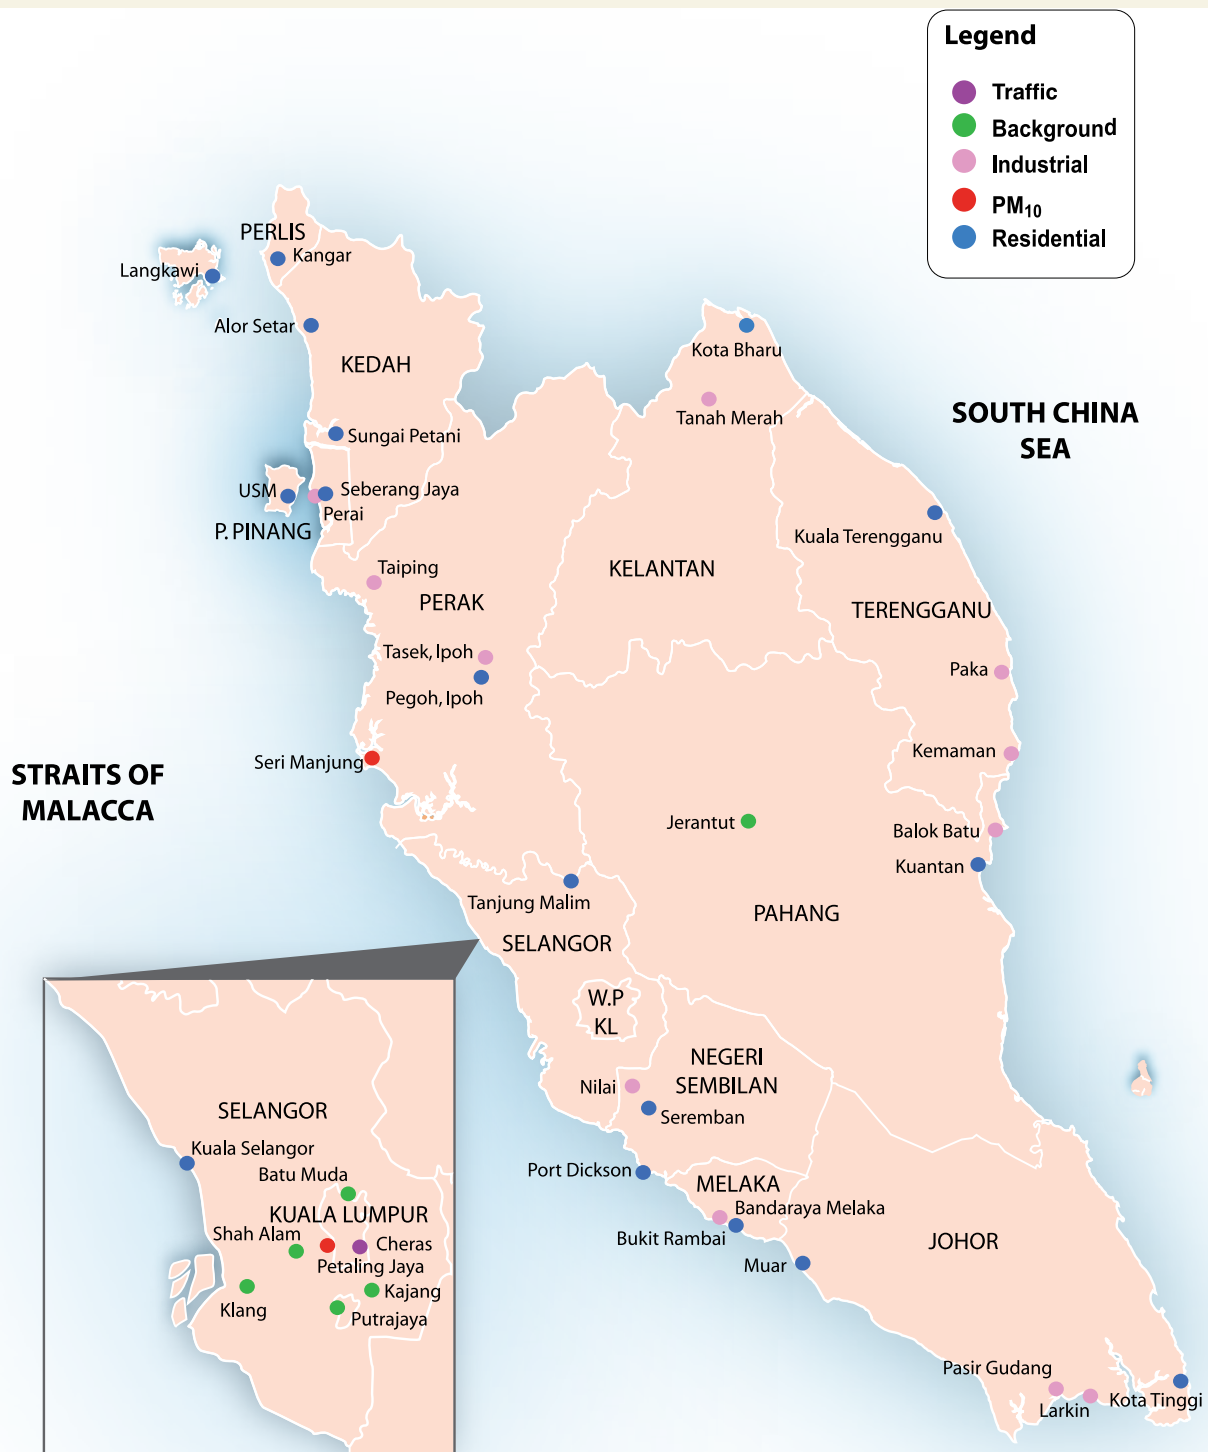 Legend
Traffic
Background
Industrial
PM₁₀
Residential
PERLIS
Kangar
Langkawi
Alor Setar
KEDAH
Kota Bharu
Tanah Merah
SOUTH CHINA
SEA
Sungai Petani
USM
Seberang Jaya
Perai
P. PINANG
Kuala Terengganu
Taiping
KELANTAN
PERAK
TERENGGANU
Tasek, Ipoh
Paka
Pegoh, Ipoh
Kemaman
Seri Manjung
STRAITS OF
MALACCA
Jerantut
Balok Batu
Kuantan
Tanjung Malim
PAHANG
SELANGOR
W.P
KL
NEGERI
SEMBILAN
Nilai
Seremban
SELANGOR
Kuala Selangor
Batu Muda
KUALA LUMPUR
Shah Alam
Cheras
Petaling Jaya
Kajang
Klang
Putrajaya
Port Dickson
MELAKA
Bandaraya Melaka
Bukit Rambai
Muar
JOHOR
Pasir Gudang
Larkin
Kota Tinggi